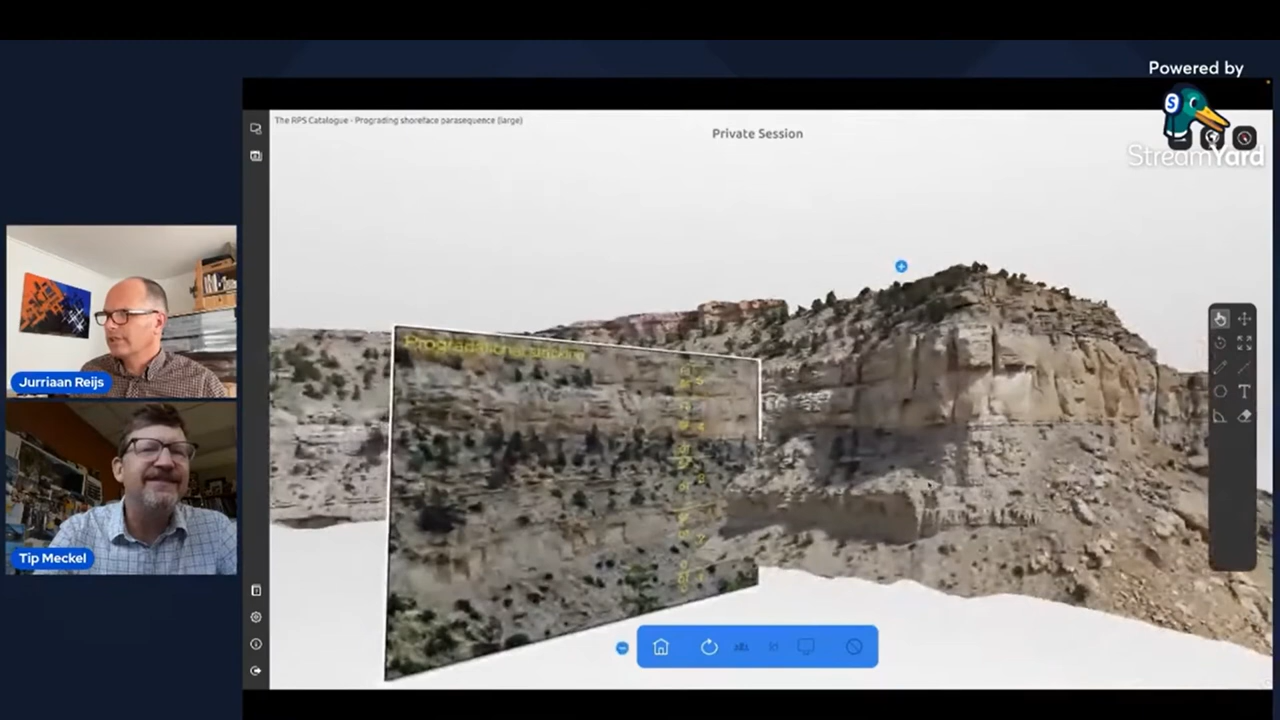 Powered by
StreamYard
The RPS Catalogue - Prograding shoreface parasequence (large)
Private Session
Jurriaan Reijs
Tip Meckel